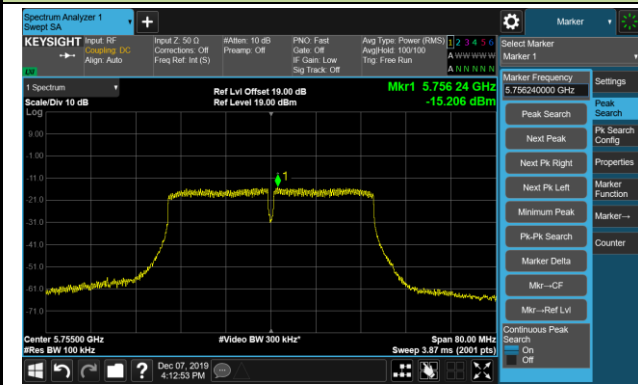 Spectrum Analyzer 1
Swept SA
+
Marker
KEYSIGHT
Input: RF
Coupling: DC
Align: Auto
Input Z: 50 Ω
Corrections: Off
Freq Ref: Int (S)
#Atten: 10 dB
Preamp: Off
PNO: Fast
Gate: Off
IF Gain: Low
Sig Track: Off
Avg Type: Power (RMS)
Avg|Hold: 100/100
Trig: Free Run
1 2 3 4 5 6
A W W W W W
A N N N N N
LW
Select Marker
Marker 1
1 Spectrum
Scale/Div 10 dB
Log
Ref Lvl Offset 19.00 dB
Ref Level 19.00 dBm
Mkr1 5.756 24 GHz
-15.206 dBm
9.00
-1.00
-11.0
-21.0
-31.0
-41.0
-51.0
-61.0
-71.0
1
Center 5.75500 GHz
#Res BW 100 kHz
#Video BW 300 kHz*
Span 80.00 MHz
Sweep 3.87 ms (2001 pts)
Marker Frequency
5.756240000 GHz
Peak Search
Next Peak
Next Pk Right
Next Pk Left
Minimum Peak
Pk-Pk Search
Marker Delta
Mkr→CF
Mkr→Ref Lvl
Continuous Peak
Search
On
Off
Settings
Peak
Search
Pk Search
Config
Properties
Marker
Function
Marker→
Counter
?
Dec 07, 2019
4:12:53 PM